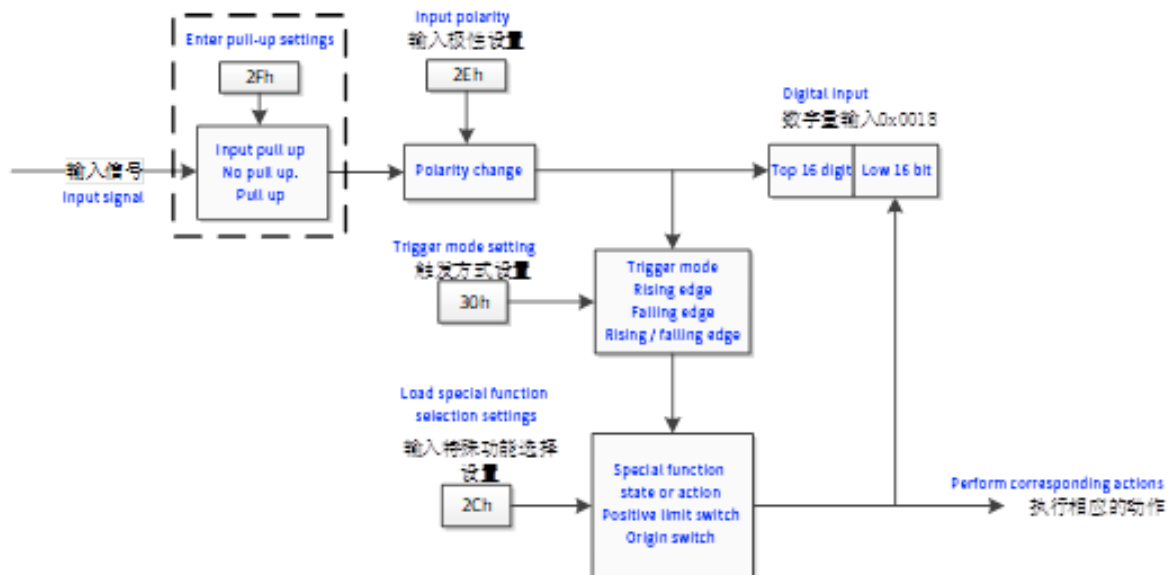 Enter pull-up settings
2Fh
Input pull up
No pull up.
Pull up
输入信号
Input signal
Input polarity
输入极性设置
2Eh
Polarity change
Digital input
数字量输入0x001B
Top 16 digit
Low 16 bit
Trigger mode setting
触发方式设置
30h
Trigger mode
Rising edge
Falling edge
Rising / falling edge
Load special function
selection settings
输入特殊功能选择
设置
2Ch
Special function
state or action
Positive limit switch
Origin switch
Perform corresponding actions
执行相应的动作